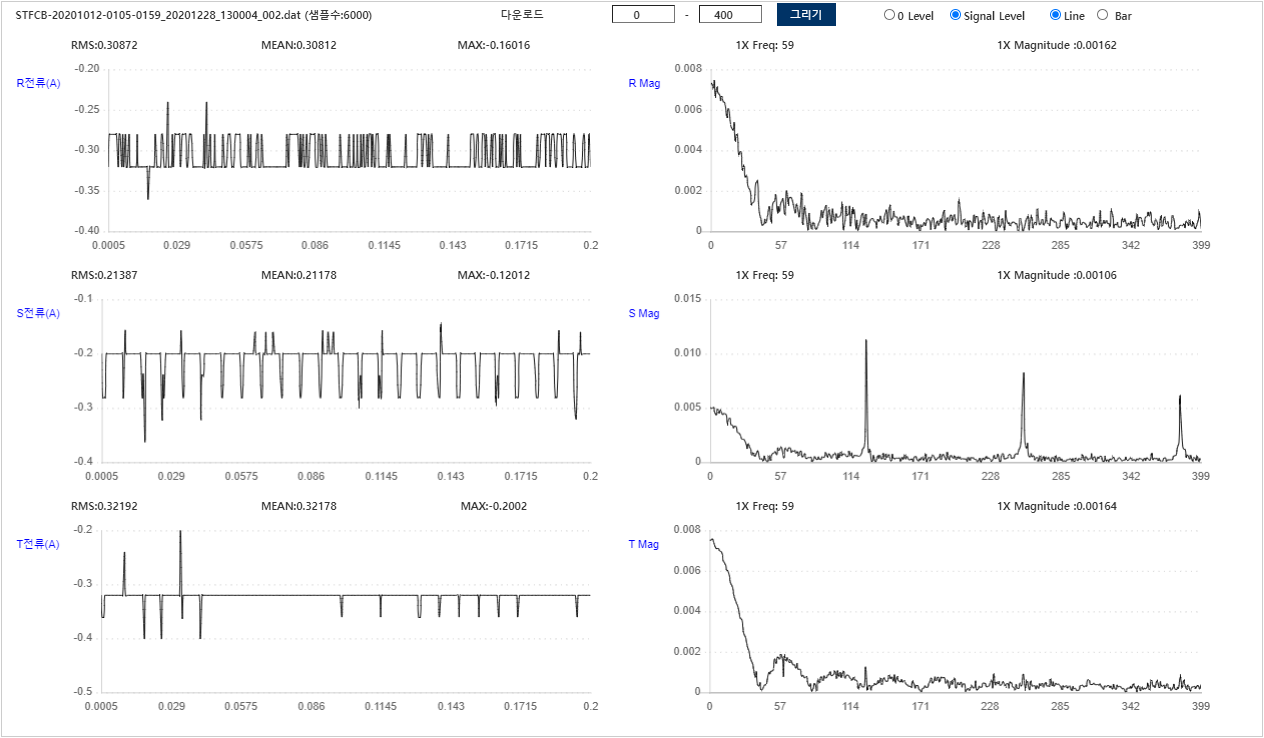 STFCB-20201012-0105-0159_20201228_130004_002.dat (샘플수:6000) 다운로드 0 - 400 그리기 0 Level Signal Level Line Bar
RMS:0.30872 MEAN:0.30812 MAX:-0.16016 1X Freq: 59 1X Magnitude :0.00162
R전류(A)
-0.20
-0.25
-0.30
-0.35
-0.40
0.0005 0.029 0.0575 0.086 0.1145 0.143 0.1715 0.2
R Mag
0.008
0.006
0.004
0.002
0
0 57 114 171 228 285 342 399
RMS:0.21387 MEAN:0.21178 MAX:-0.12012 1X Freq: 59 1X Magnitude :0.00106
S전류(A)
-0.1
-0.2
-0.3
-0.4
0.0005 0.029 0.0575 0.086 0.1145 0.143 0.1715 0.2
S Mag
0.015
0.010
0.005
0
0 57 114 171 228 285 342 399
RMS:0.32192 MEAN:0.32178 MAX:-0.2002 1X Freq: 59 1X Magnitude :0.00164
T전류(A)
-0.2
-0.3
-0.4
-0.5
0.0005 0.029 0.0575 0.086 0.1145 0.143 0.1715 0.2
T Mag
0.008
0.006
0.004
0.002
0
0 57 114 171 228 285 342 399